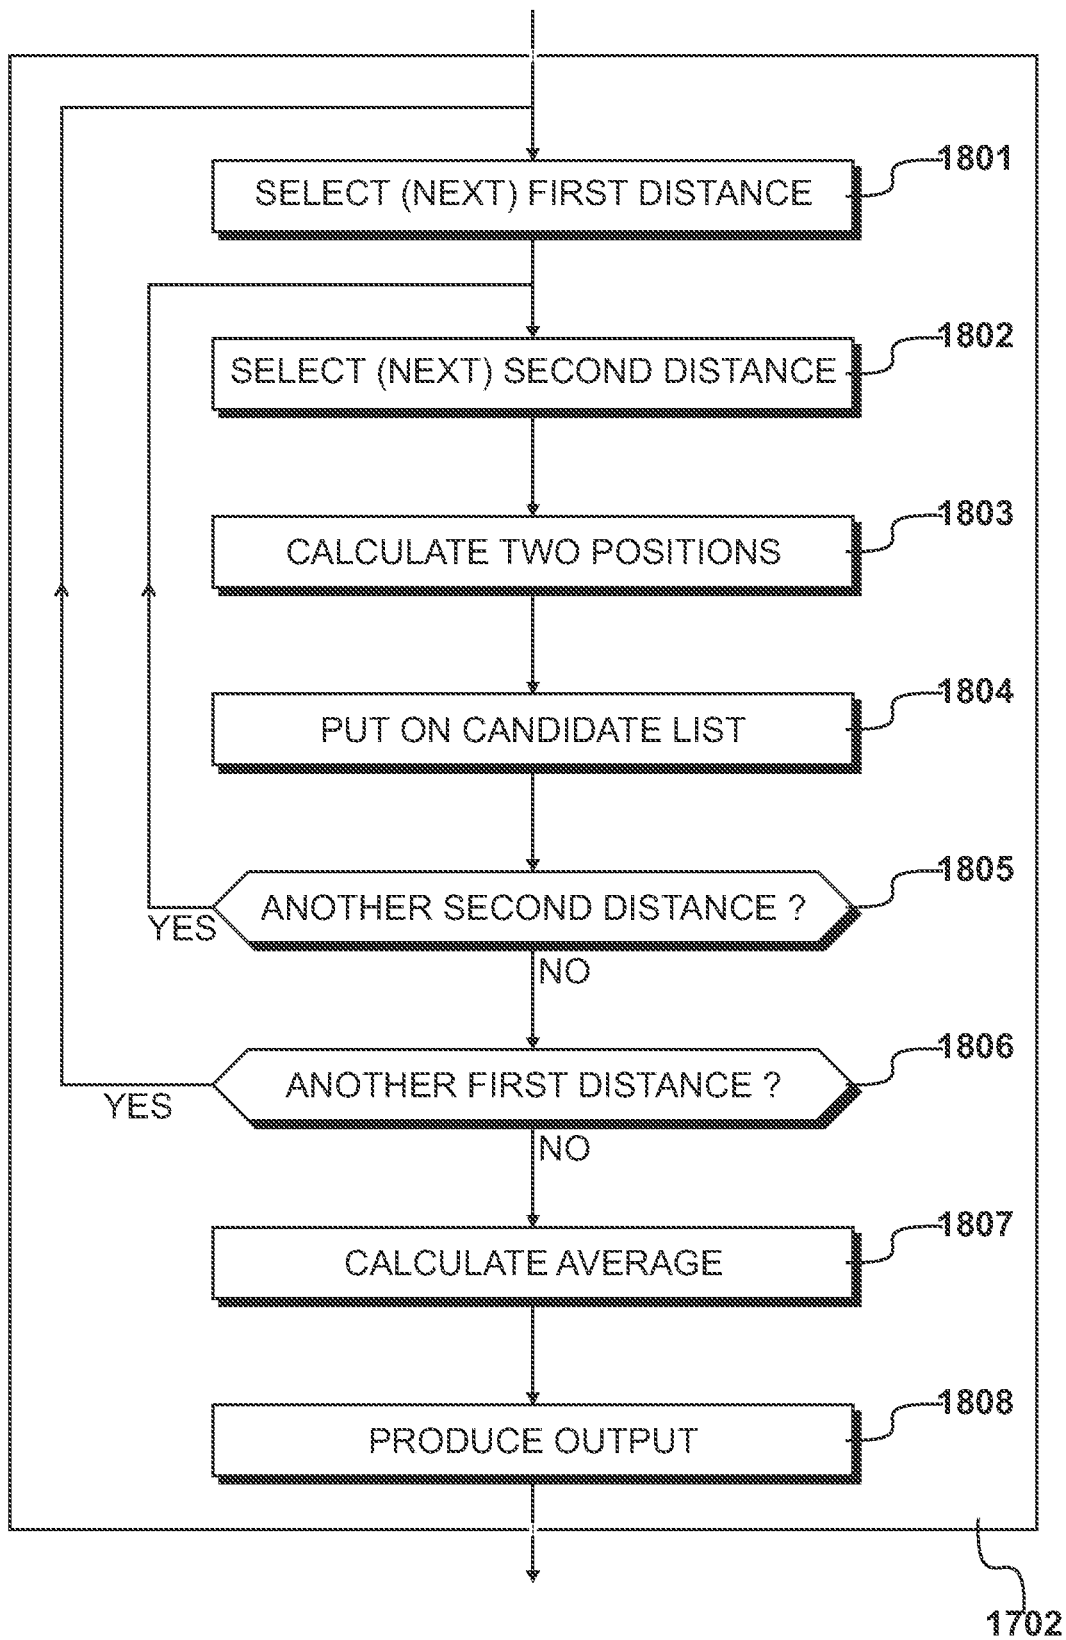 1801
SELECT (NEXT) FIRST DISTANCE
1802
SELECT (NEXT) SECOND DISTANCE
1803
CALCULATE TWO POSITIONS
1804
PUT ON CANDIDATE LIST
1805
ANOTHER SECOND DISTANCE ?
YES
NO
1806
ANOTHER FIRST DISTANCE ?
YES
NO
1807
CALCULATE AVERAGE
1808
PRODUCE OUTPUT
1702